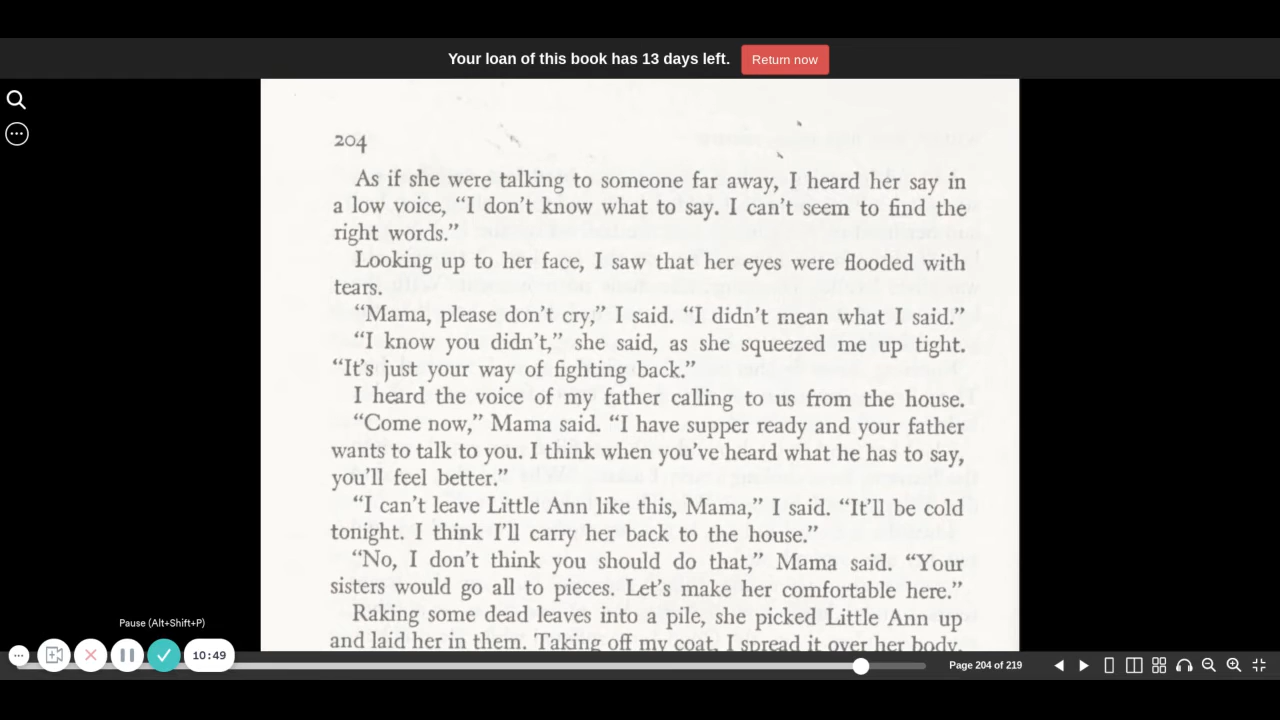 Your loan of this book has 13 days left. Return now
204
As if she were talking to someone far away, I heard her say in
a low voice, “I don’t know what to say. I can’t seem to find the
right words.”
Looking up to her face, I saw that her eyes were flooded with
tears.
“Mama, please don’t cry,” I said. “I didn’t mean what I said.”
“I know you didn’t,” she said, as she squeezed me up tight.
“It’s just your way of fighting back.”
I heard the voice of my father calling to us from the house.
“Come now,” Mama said. “I have supper ready and your father
wants to talk to you. I think when you’ve heard what he has to say,
you’ll feel better.”
“I can’t leave Little Ann like this, Mama,” I said. “It’ll be cold
tonight. I think I’ll carry her back to the house.”
“No, I don’t think you should do that,” Mama said. “Your
sisters would go all to pieces. Let’s make her comfortable here.”
Raking some dead leaves into a pile, she picked Little Ann up
and laid her in them. Taking off my coat, I spread it over her body.
Pause (Alt+Shift+P)
10:49
Page 204 of 219